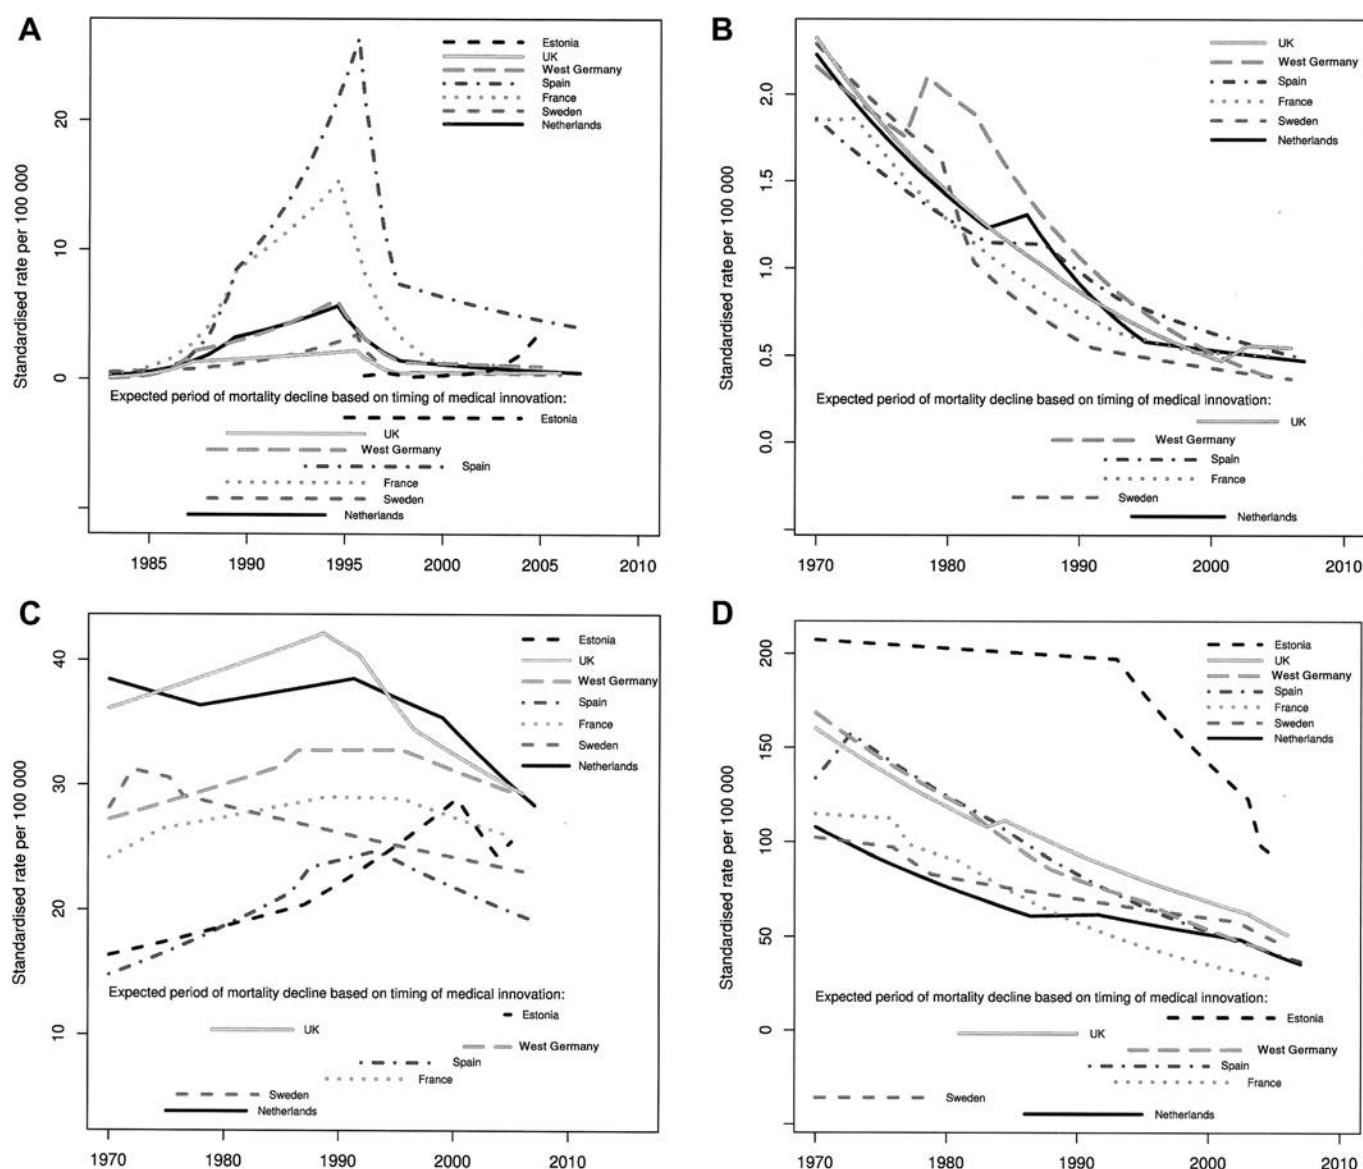 A
Estonia
UK
West Germany
Spain
France
Sweden
Netherlands
Standardised rate per 100 000
20
10
0
Expected period of mortality decline based on timing of medical innovation:
Estonia
UK
West Germany
Spain
France
Sweden
Netherlands
1985 1990 1995 2000 2005 2010
B
UK
West Germany
Spain
France
Sweden
Netherlands
Standardised rate per 100 000
2.0
1.5
1.0
0.5
0.0
Expected period of mortality decline based on timing of medical innovation:
UK
West Germany
Spain
France
Sweden
Netherlands
1970 1980 1990 2000 2010
C
Estonia
UK
West Germany
Spain
France
Sweden
Netherlands
Standardised rate per 100 000
40
30
20
10
Expected period of mortality decline based on timing of medical innovation:
Estonia
UK
West Germany
Spain
France
Sweden
Netherlands
1970 1980 1990 2000 2010
D
Estonia
UK
West Germany
Spain
France
Sweden
Netherlands
Standardised rate per 100 000
200
150
100
50
0
Expected period of mortality decline based on timing of medical innovation:
Estonia
UK
West Germany
Spain
France
Sweden
Netherlands
1970 1980 1990 2000 2010